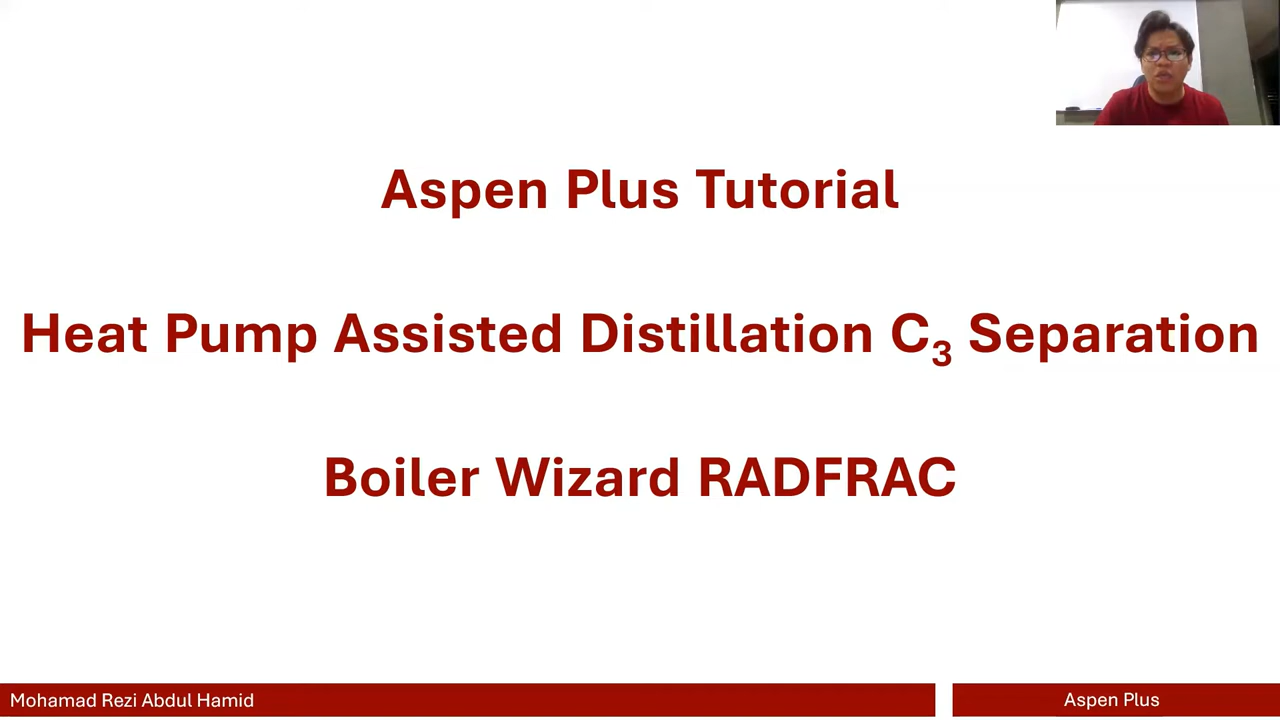 Aspen Plus Tutorial
Heat Pump Assisted Distillation C₃ Separation
Boiler Wizard RADFRAC
Mohamad Rezi Abdul Hamid
Aspen Plus